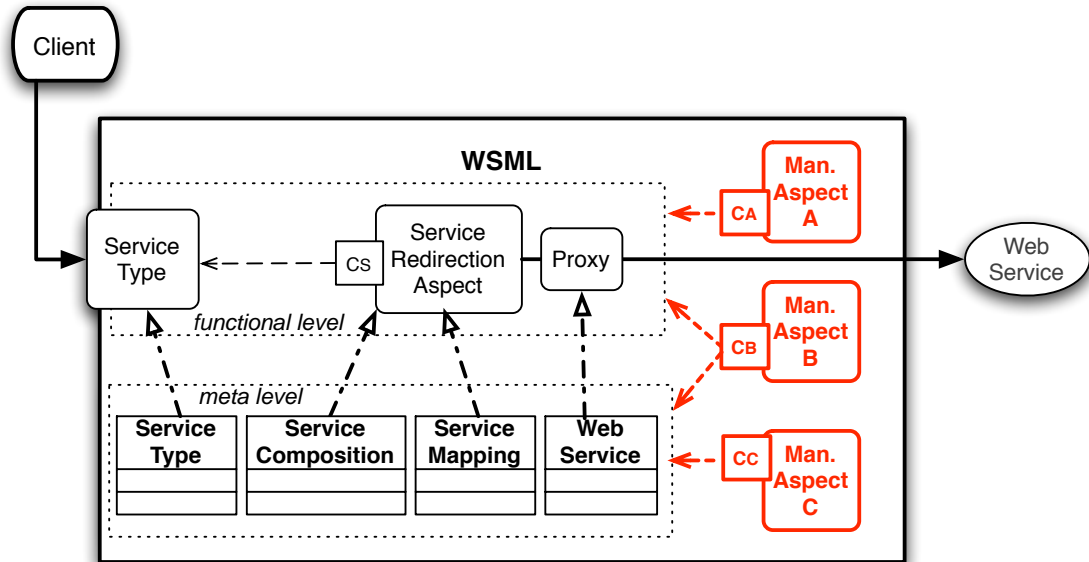 Client
WSML
Man.
Aspect
A
CA
Service
Type
CS
Service
Redirection
Aspect
Proxy
Web
Service
functional level
Man.
Aspect
B
CB
meta level
Service
Type
Service
Composition
Service
Mapping
Web
Service
Man.
Aspect
C
CC